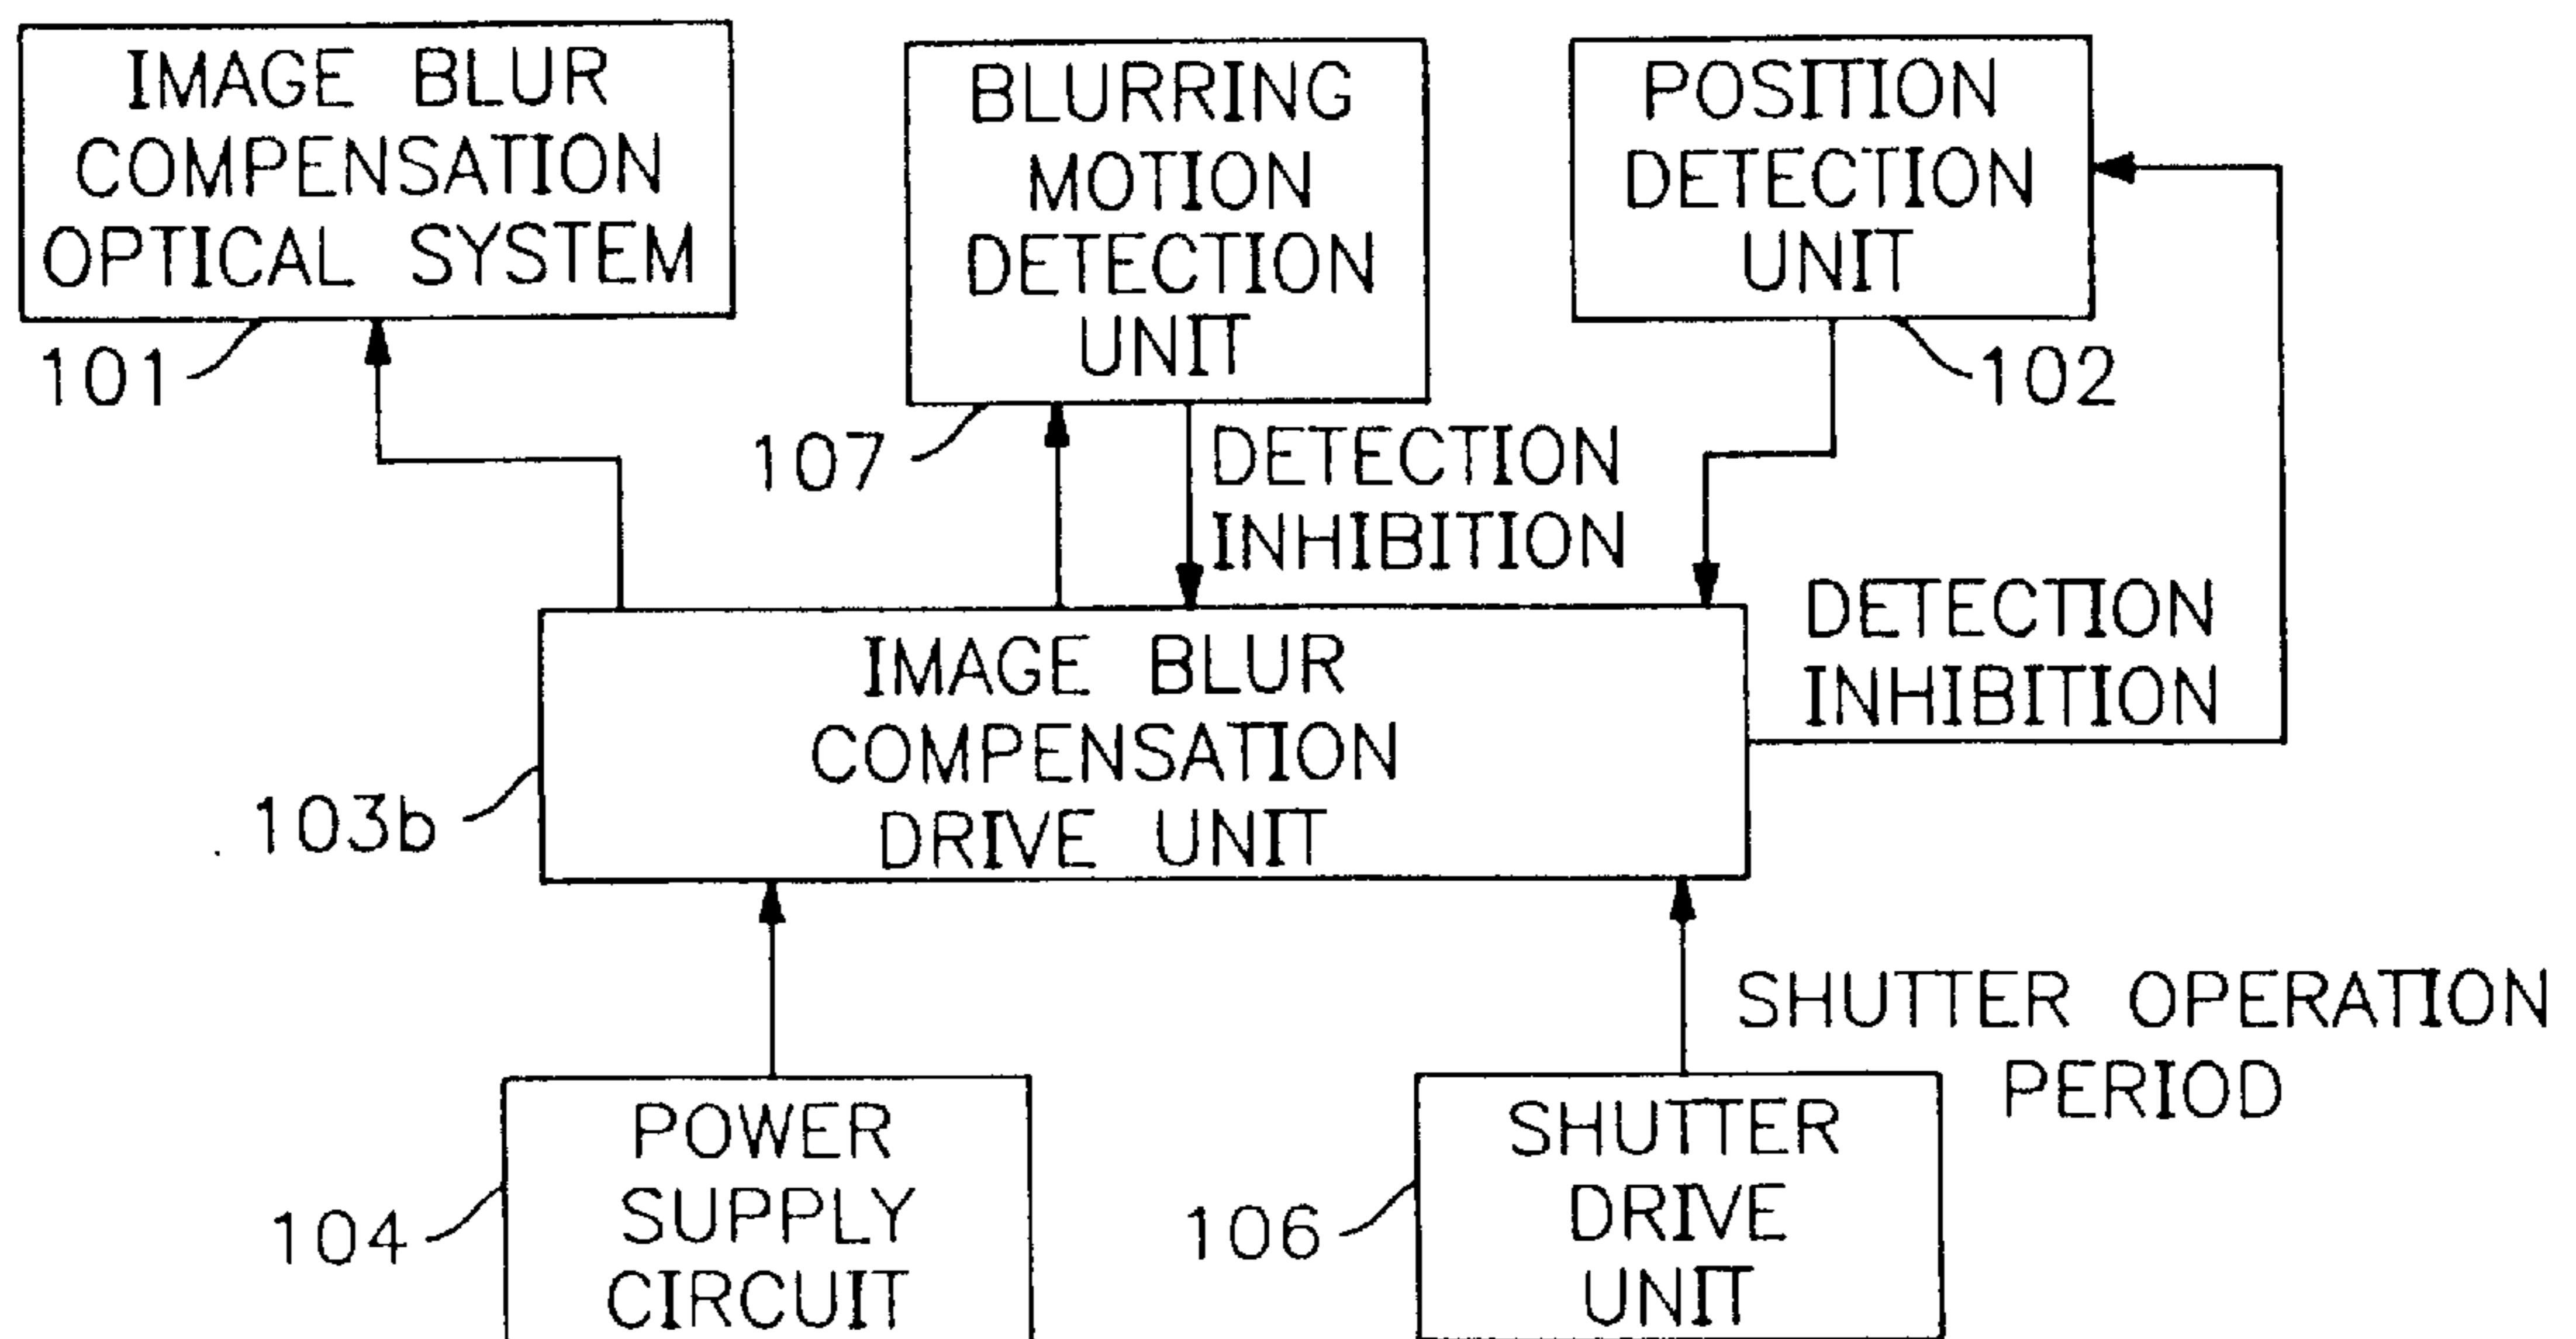 IMAGE BLUR
COMPENSATION
OPTICAL SYSTEM
101
BLURRING
MOTION
DETECTION
UNIT
107
POSITION
DETECTION
UNIT
102
DETECTION
INHIBITION
DETECTION
INHIBITION
IMAGE BLUR
COMPENSATION
DRIVE UNIT
103b
POWER
SUPPLY
CIRCUIT
104
SHUTTER
DRIVE
UNIT
106
SHUTTER OPERATION
PERIOD